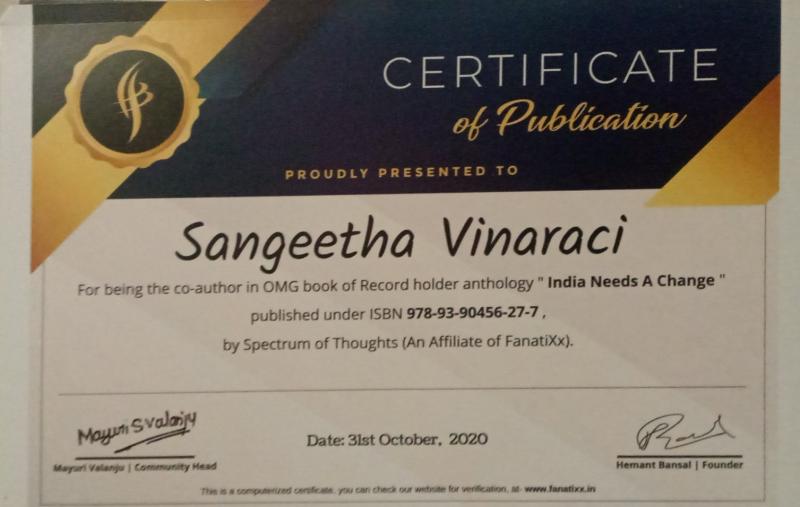 CERTIFICATE
of Publication
PROUDLY PRESENTED TO
Sangeetha Vinaraci
For being the co-author in OMG book of Record holder anthology " India Needs A Change "
published under ISBN 978-93-90456-27-7 ,
by Spectrum of Thoughts (An Affiliate of FanatiXx).
Mayuri S Valanju
Date: 31st October, 2020
Mayuri Valanju | Community Head
Hemant Bansal | Founder
This is a computerized certificate, you can check our website for verification, at- www.fanatixx.in